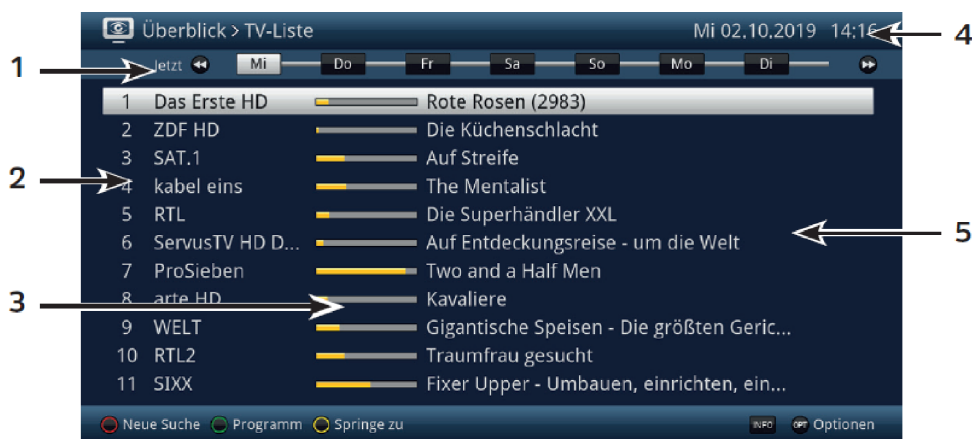 Überblick > TV-Liste Mi 02.10.2019 14:16 4
1 Jetzt Mi Do Fr Sa So Mo Di
1 Das Erste HD Rote Rosen (2983)
2 ZDF HD Die Küchenschlacht
3 SAT.1 Auf Streife
2 4 kabel eins The Mentalist
5 RTL Die Superhändler XXL
6 ServusTV HD D... Auf Entdeckungsreise - um die Welt 5
7 ProSieben Two and a Half Men
3 8 arte HD Kavaliere
9 WELT Gigantische Speisen - Die größten Geric...
10 RTL2 Traumfrau gesucht
11 SIXX Fixer Upper - Umbauen, einrichten, ein...
Neue Suche Programm Springe zu INFO OPT Optionen